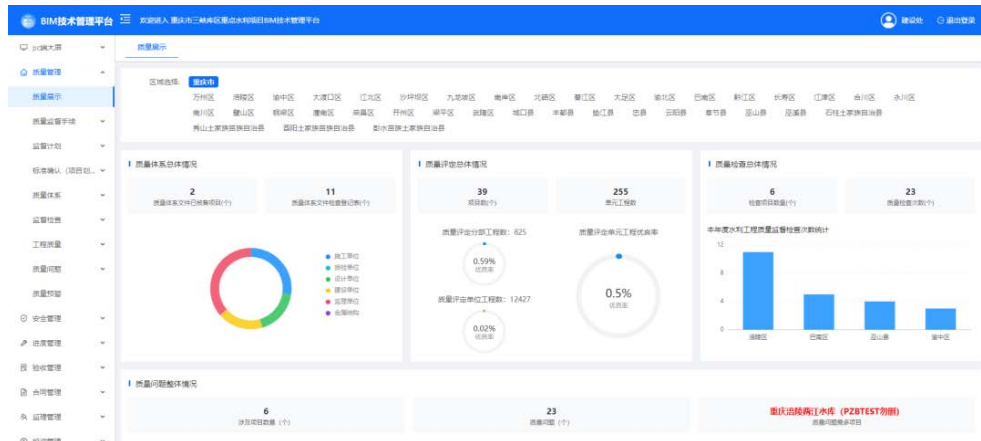 BIM技术管理平台
欢迎进入 重庆市三峡库区重点水利项目BIM技术管理平台
建设处
退出登录
pc端大屏
质量管理
质量展示
质量监督手续
监督计划
标准确认（项目划...
质量体系
监督检查
工程质量
质量问题
质量预警
安全管理
进度管理
验收管理
合同管理
监理管理
质量展示
区域选择: 重庆市
万州区 涪陵区 渝中区 大渡口区 江北区 沙坪坝区 九龙坡区 南岸区 北碚区 綦江区 大足区 渝北区 巴南区 黔江区 长寿区 江津区 合川区 永川区
南川区 璧山区 铜梁区 潼南区 荣昌区 开州区 梁平区 武隆区 城口县 丰都县 垫江县 忠县 云阳县 奉节县 巫山县 巫溪县 石柱土家族自治县
秀山土家族苗族自治县 酉阳土家族苗族自治县 彭水苗族土家族自治县
质量体系总体情况
2
质量体系文件已收集项目(个)
11
质量体系文件检查登记表(个)
施工单位
质检单位
设计单位
建设单位
监理单位
金属结构
质量评定总体情况
39
项目数(个)
255
单元工程数
质量评定分部工程数: 825
0.59%
优良率
质量评定单位工程数: 12427
0.02%
优良率
质量评定单元工程优良率
0.5%
优良率
质量检查总体情况
6
检查项目数量(个)
23
质量检查次数(个)
本年度水利工程质量监督检查次数统计
12
8
4
0
涪陵区 巴南区 巫山县 渝中区
质量问题整体情况
6
涉及项目数量（个）
23
质量问题（个）
重庆涪陵两江水库（PZBTEST勿删）
质量问题最多项目